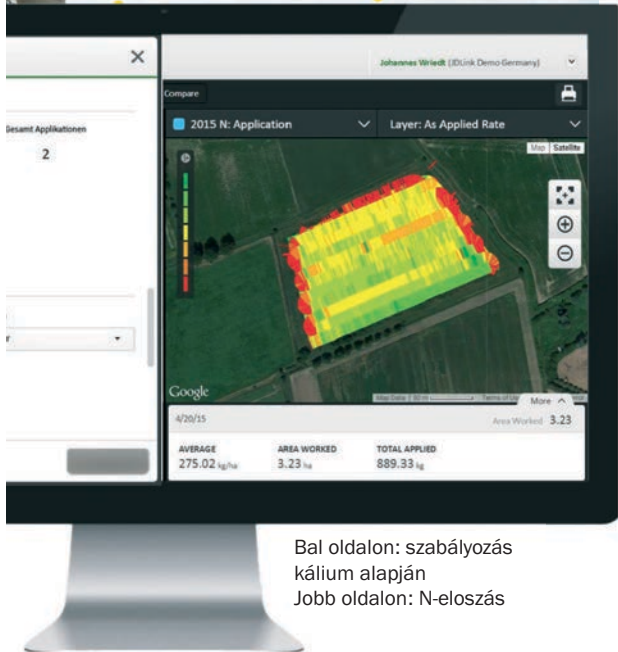 Johannes Wriedt (JDLink Demo Germany)
Compare
Gesamt Applikationen
2
2015 N: Application
Layer: As Applied Rate
Map Satellite
Google
More
4/20/15
Area Worked 3.23
AVERAGE
AREA WORKED
TOTAL APPLIED
275.02 kg/ha
3.23 ha
889.33 kg
Bal oldalon: szabályozás
kálium alapján
Jobb oldalon: N-eloszás